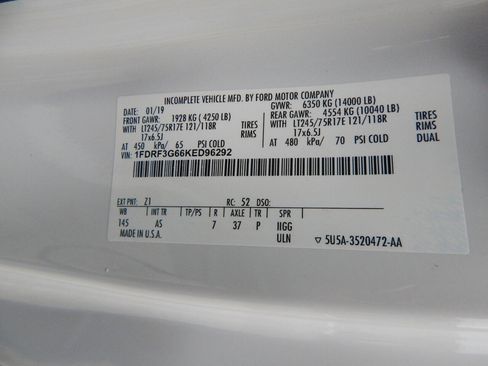 INCOMPLETE VEHICLE MFD. BY FORD MOTOR COMPANY
DATE: 01/19 GVWR: 6350 KG (14000 LB)
FRONT GAWR: 1928 KG (4250 LB) REAR GAWR: 4554 KG (10040 LB)
WITH LT245/75R17E 121/118R TIRES WITH LT245/75R17E 121/118R TIRES
17x6.5J RIMS 17x6.5J RIMS
AT 450 kPa/ 65 PSI COLD AT 480 kPa/ 70 PSI COLD DUAL
VIN: 1FDRF3G66KED96292
EXT PNT: Z1 RC: 52 DSO:
WB INT TR TP/PS R AXLE TR SPR
145 AS 7 37 P IIGG
MADE IN U.S.A. ULN ▽ 5U5A-3520472-AA